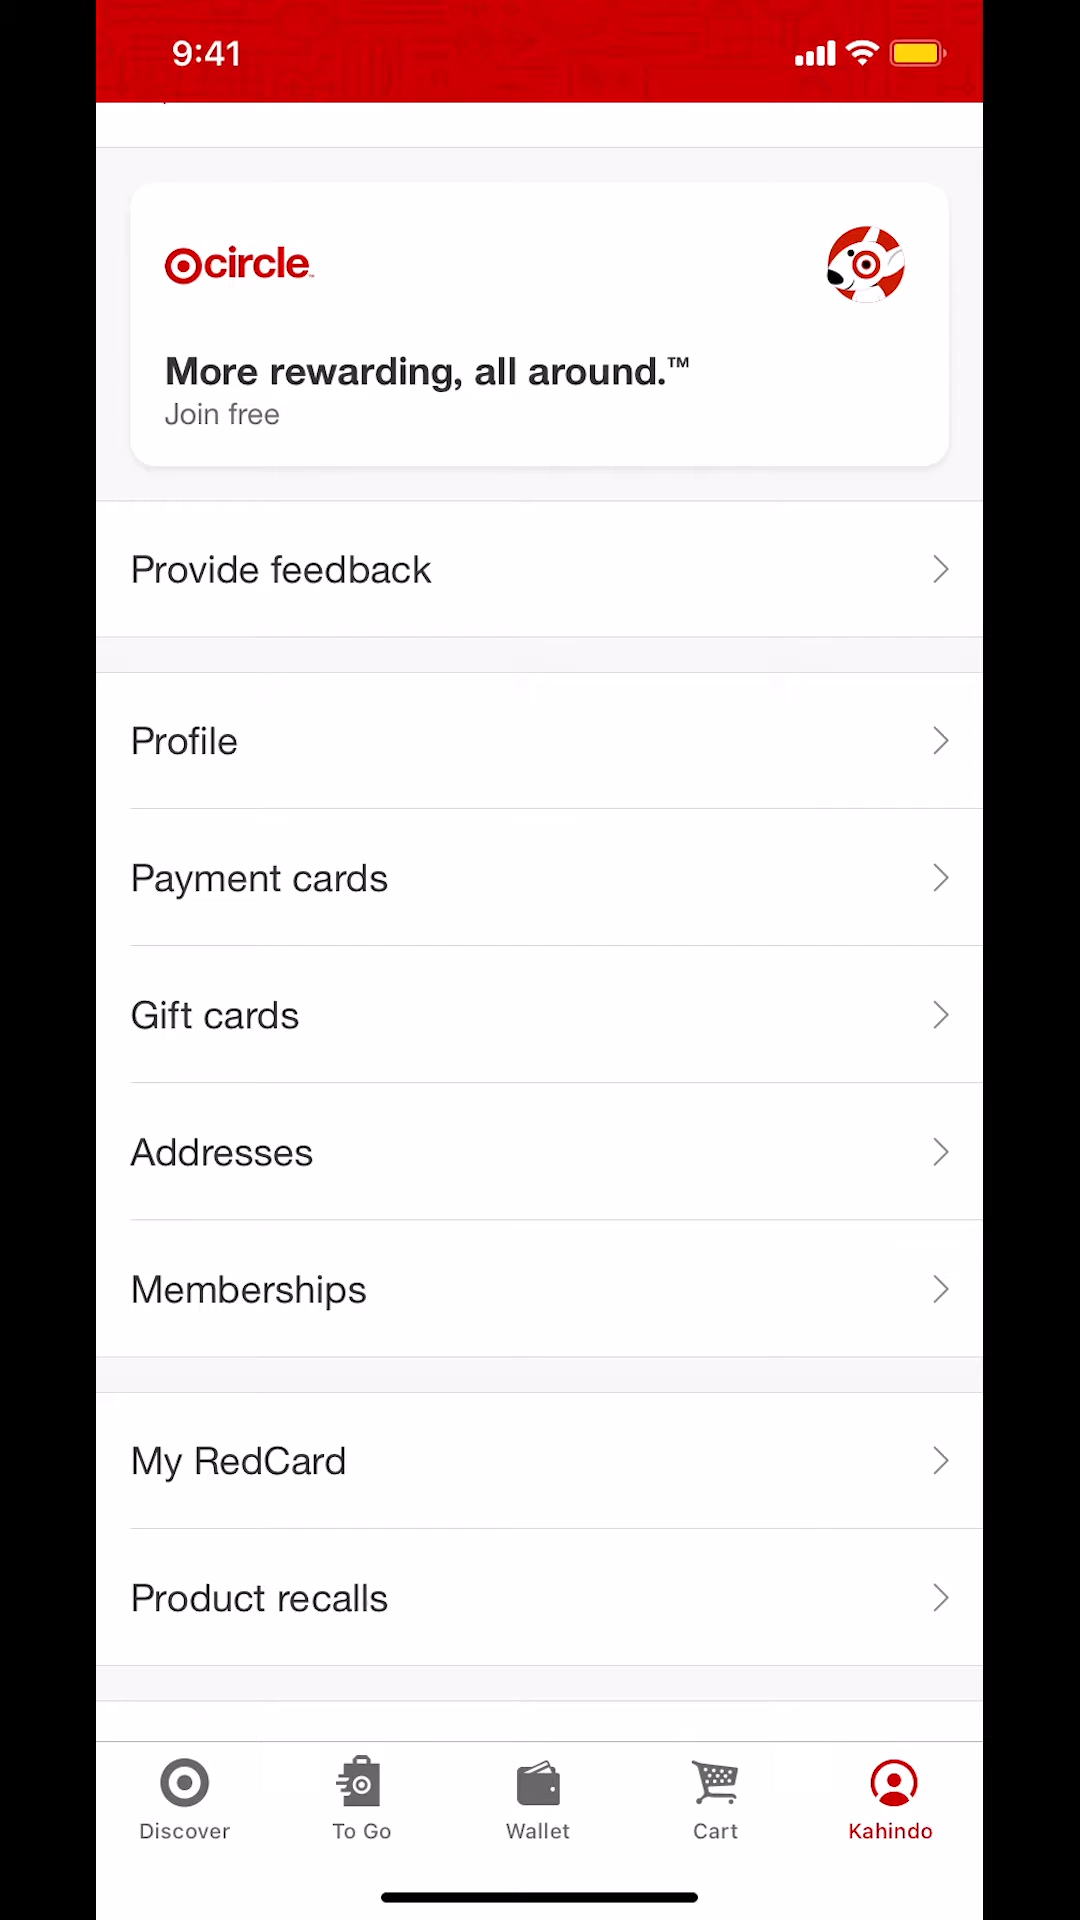 9:41
circle
More rewarding, all around.™
Join free
Provide feedback
Profile
Payment cards
Gift cards
Addresses
Memberships
My RedCard
Product recalls
Discover
To Go
Wallet
Cart
Kahindo